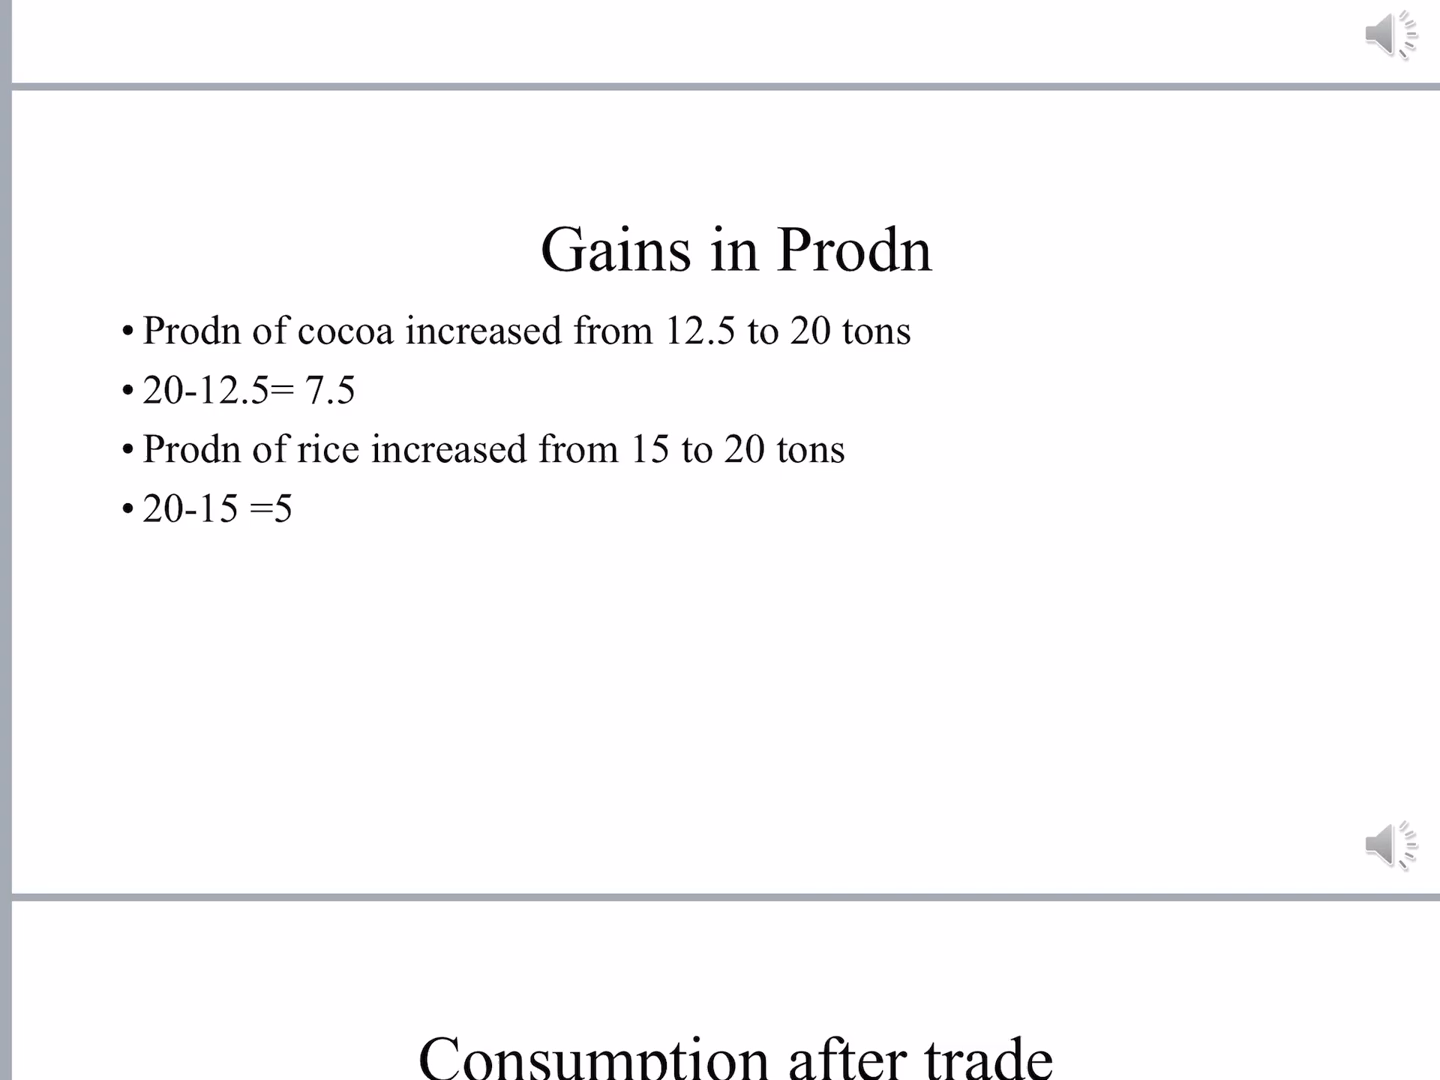 Gains in Prodn
• Prodn of cocoa increased from 12.5 to 20 tons
• 20-12.5= 7.5
• Prodn of rice increased from 15 to 20 tons
• 20-15 =5
Consumption after trade